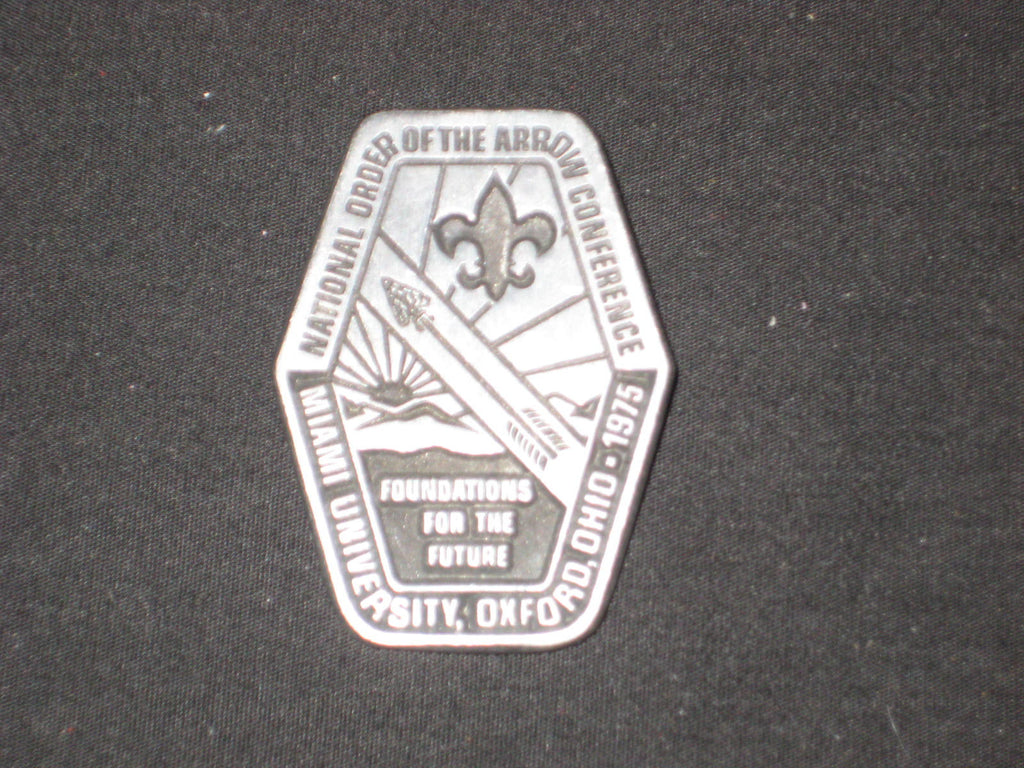 NATIONAL ORDER OF THE ARROW CONFERENCE
FOUNDATIONS
FOR THE
FUTURE
MIAMI UNIVERSITY, OXFORD, OHIO • 1975